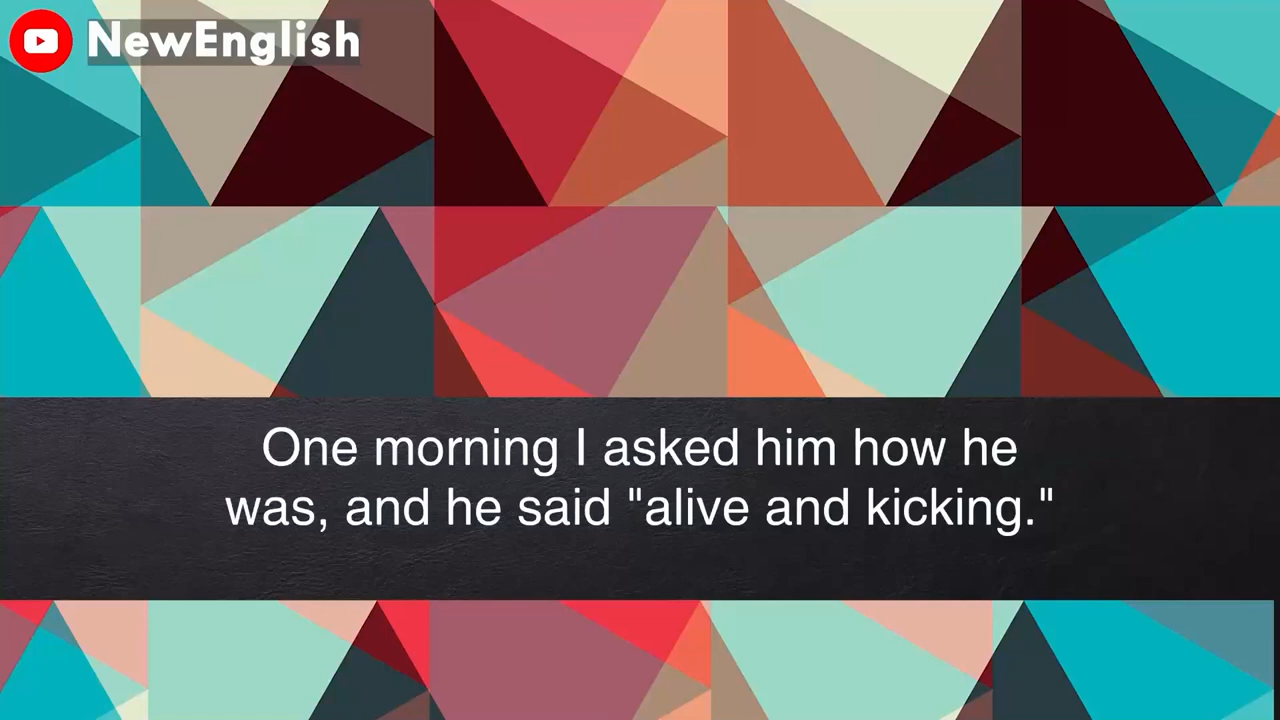 NewEnglish
One morning I asked him how he
was, and he said "alive and kicking."